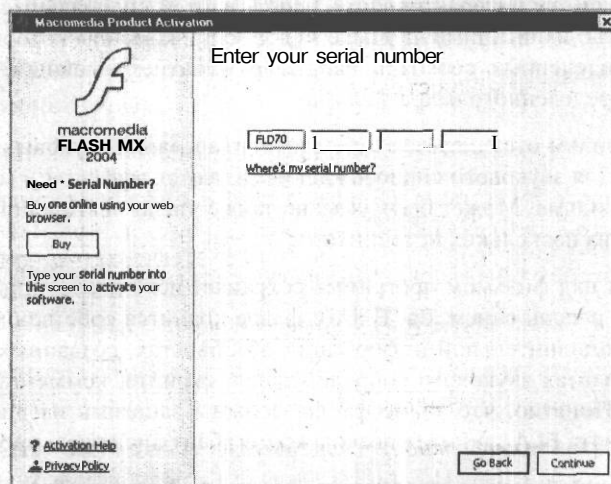 Macromedia Product Activation
Enter your serial number
macromedia
FLASH MX
2004
FLD70
Where's my serial number?
Need * Serial Number?
Buy one online using your web
browser.
Buy
Type your serial number into
this screen to activate your
software.
? Activation Help
Privacy Policy
Go Back
Continue